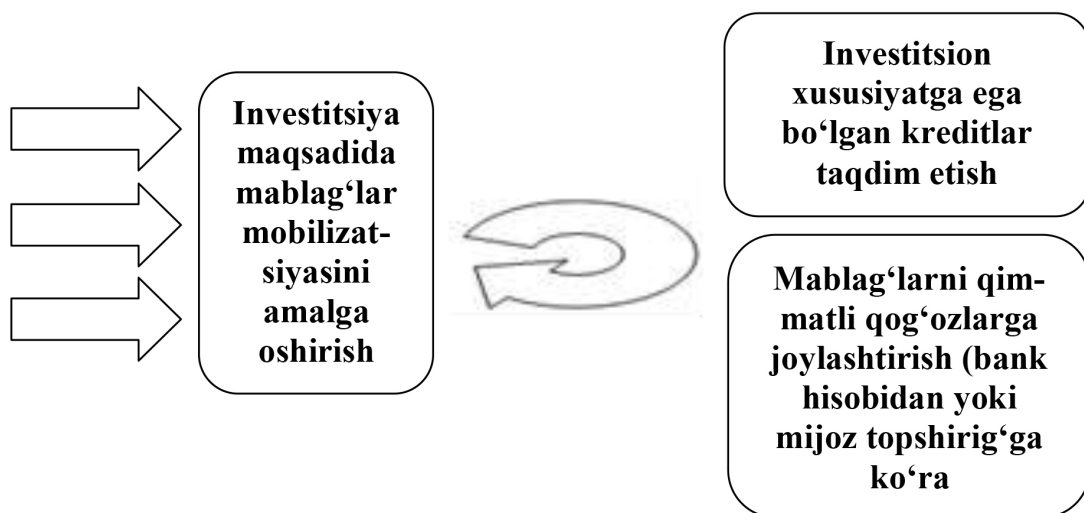 Investitsiya
maqsadida
mablag‘lar
mobilizat-
siyasini
amalga
oshirish
Investitsion
xususiyatga ega
bo‘lgan kreditlar
taqdim etish
Mablag‘larni qim-
matli qog‘ozlarga
joylashtirish (bank
hisobidan yoki
mijoz topshirig‘ga
ko‘ra